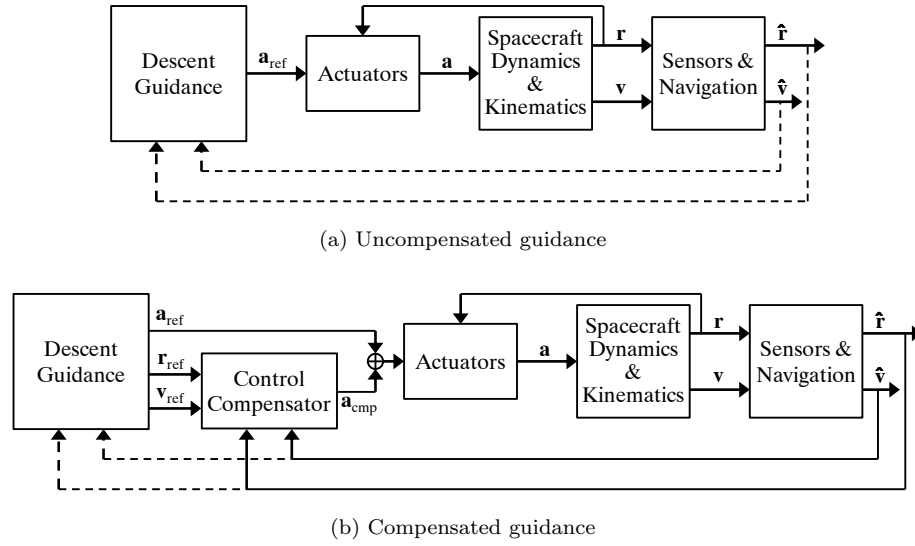 Descent
Guidance
a_ref
Actuators
a
Spacecraft
Dynamics
&
Kinematics
r
v
Sensors &
Navigation
r̂
v̂
(a) Uncompensated guidance
Descent
Guidance
a_ref
r_ref
v_ref
Control
Compensator
a_cmp
Actuators
a
Spacecraft
Dynamics
&
Kinematics
r
v
Sensors &
Navigation
r̂
v̂
(b) Compensated guidance